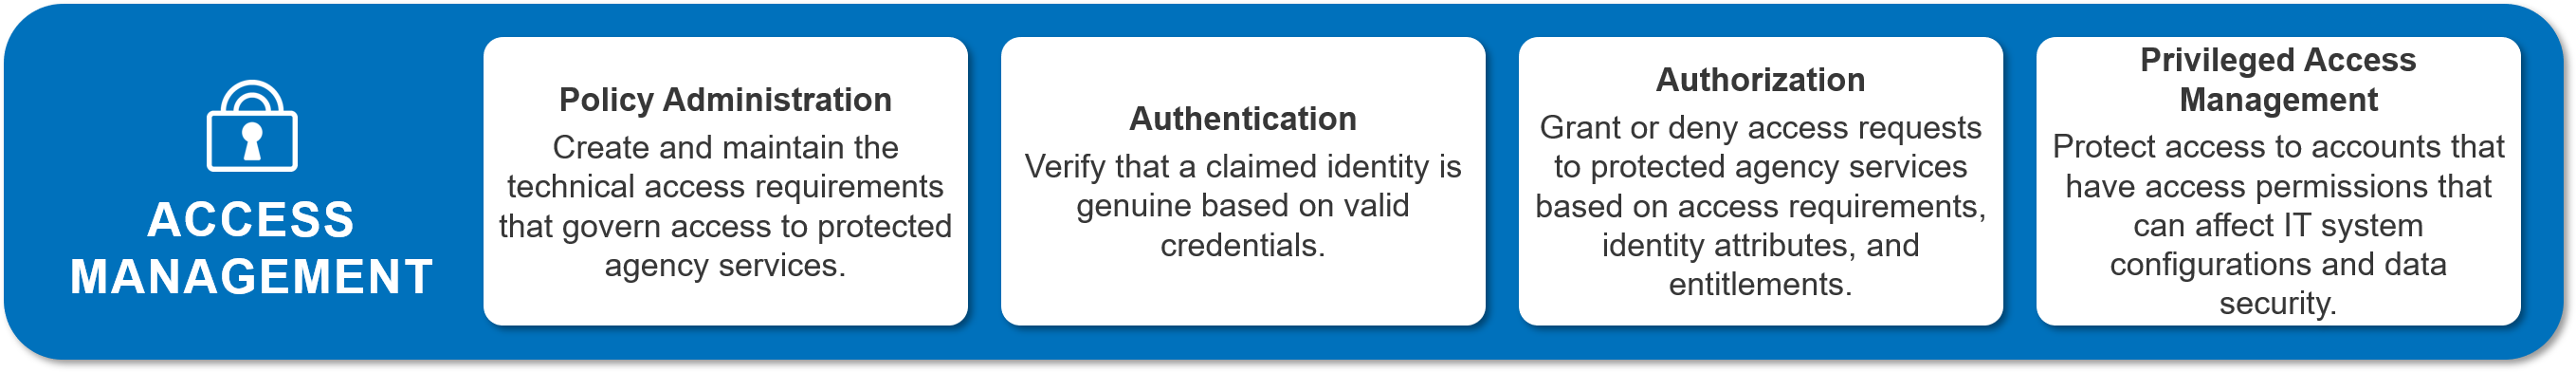 ACCESS
MANAGEMENT
Policy Administration
Create and maintain the
technical access requirements
that govern access to protected
agency services.
Authentication
Verify that a claimed identity is
genuine based on valid
credentials.
Authorization
Grant or deny access requests
to protected agency services
based on access requirements,
identity attributes, and
entitlements.
Privileged Access
Management
Protect access to accounts that
have access permissions that
can affect IT system
configurations and data
security.